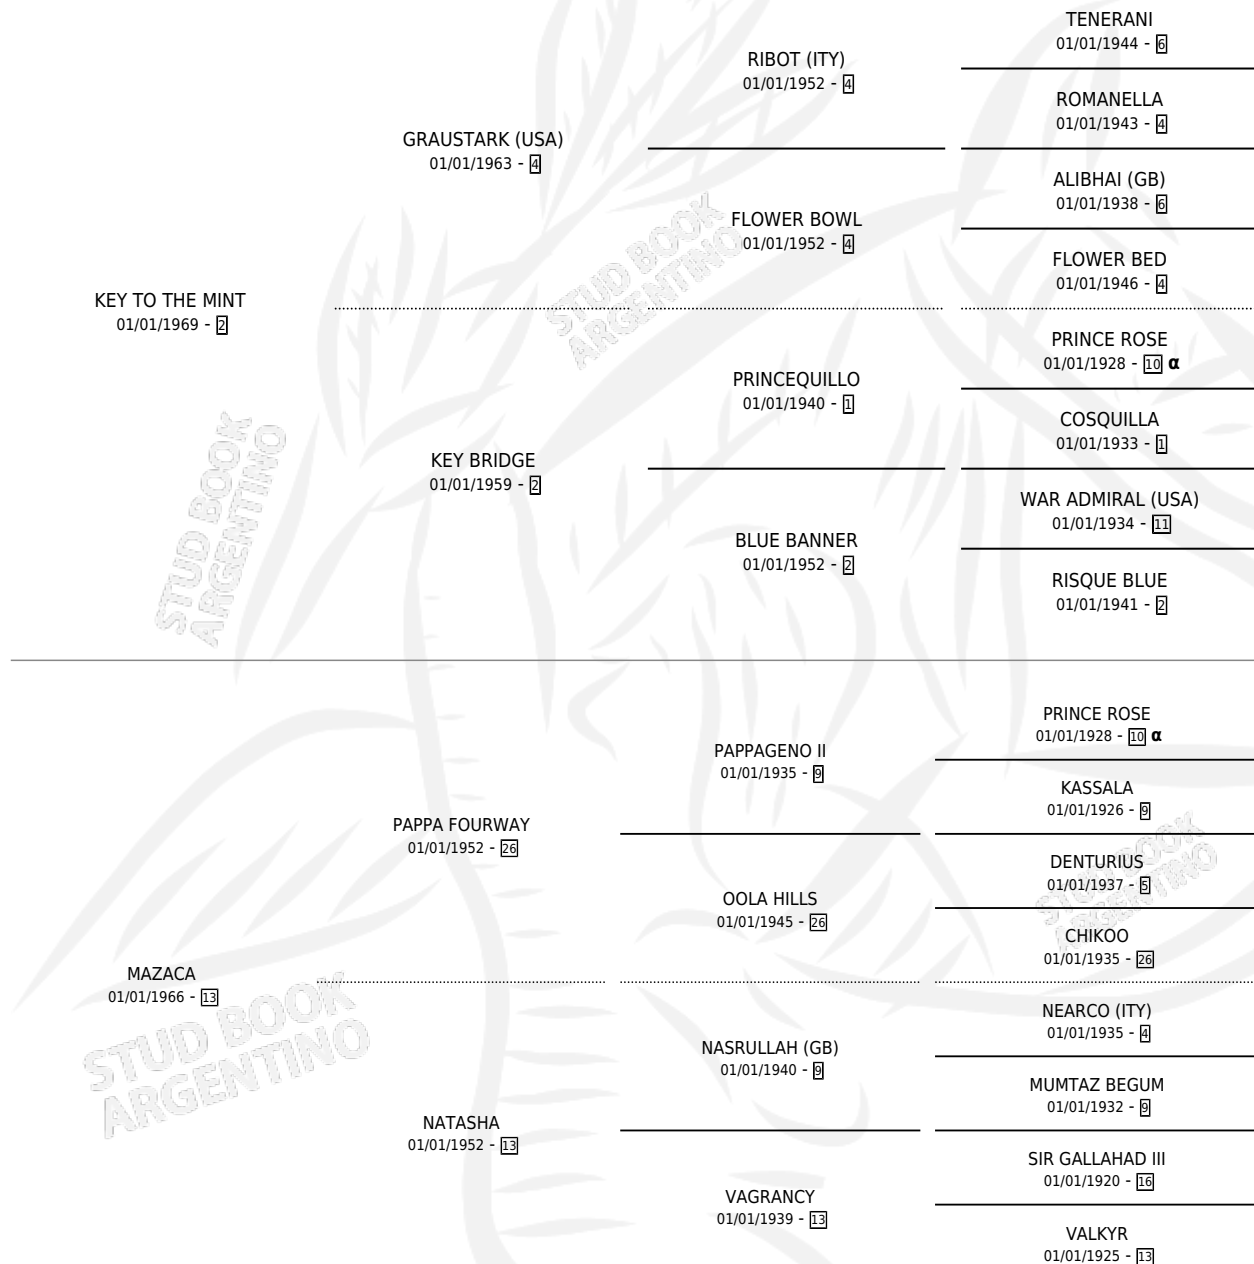 TENERANI
01/01/1944 - 6
RIBOT (ITY)
01/01/1952 - 4
ROMANELLA
01/01/1943 - 4
GRAUSTARK (USA)
01/01/1963 - 4
ALIBHAI (GB)
01/01/1938 - 6
FLOWER BOWL
01/01/1952 - 4
FLOWER BED
01/01/1946 - 4
KEY TO THE MINT
01/01/1969 - 2
PRINCE ROSE
01/01/1928 - 10 α
PRINCEQUILLO
01/01/1940 - 1
COSQUILLA
01/01/1933 - 1
KEY BRIDGE
01/01/1959 - 2
WAR ADMIRAL (USA)
01/01/1934 - 11
BLUE BANNER
01/01/1952 - 2
RISQUE BLUE
01/01/1941 - 2
PRINCE ROSE
01/01/1928 - 10 α
PAPPAGENO II
01/01/1935 - 9
KASSALA
01/01/1926 - 9
PAPPA FOURWAY
01/01/1952 - 26
DENTURIUS
01/01/1937 - 5
OOLA HILLS
01/01/1945 - 26
CHIKOO
01/01/1935 - 26
MAZACA
01/01/1966 - 13
NEARCO (ITY)
01/01/1935 - 4
NASRULLAH (GB)
01/01/1940 - 9
MUMTAZ BEGUM
01/01/1932 - 9
NATASHA
01/01/1952 - 13
SIR GALLAHAD III
01/01/1920 - 16
VAGRANCY
01/01/1939 - 13
VALKYR
01/01/1925 - 13
STUD BOOK
ARGENTINO
STUD BOOK
ARGENTINO
STUD BOOK
ARGENTINO
STUD BOOK
ARGENTINO